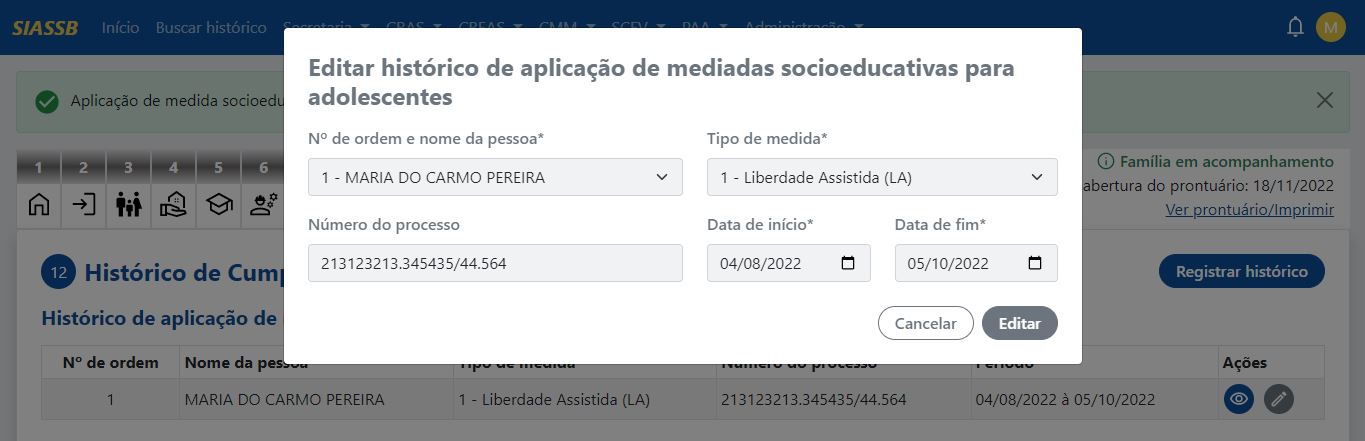 SIASSB Início Buscar histórico Secretaria CRAS CREAS CMM SCFV PAA Administração M
Aplicação de medida socioedu
Editar histórico de aplicação de mediadas socioeducativas para
adolescentes
Nº de ordem e nome da pessoa* Tipo de medida*
1 - MARIA DO CARMO PEREIRA 1 - Liberdade Assistida (LA)
Número do processo Data de início* Data de fim*
213123213.345435/44.564 04/08/2022 05/10/2022
Cancelar Editar
1 2 3 4 5 6
Família em acompanhamento
abertura do prontuário: 18/11/2022
Ver prontuário/Imprimir
12 Histórico de Cump
Registrar histórico
Histórico de aplicação de
Nº de ordem Nome da pessoa Tipo de medida Número do processo Período Ações
1 MARIA DO CARMO PEREIRA 1 - Liberdade Assistida (LA) 213123213.345435/44.564 04/08/2022 à 05/10/2022